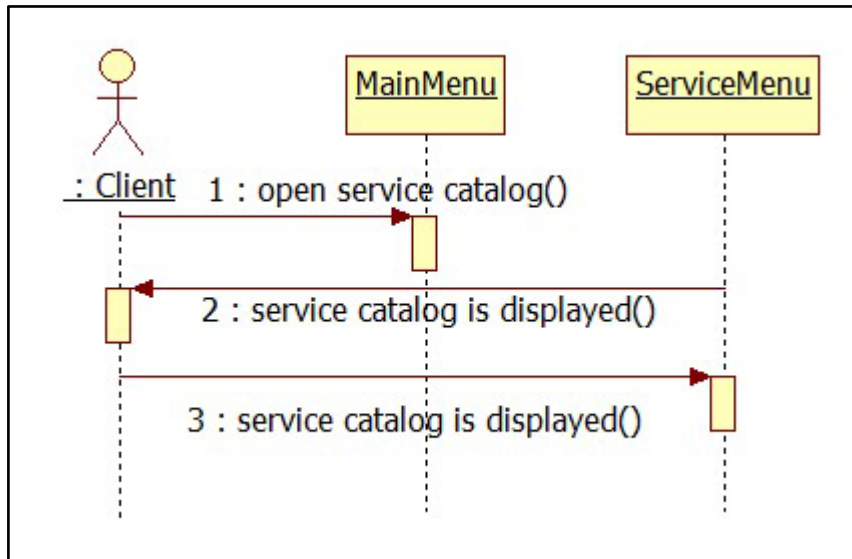 MainMenu
ServiceMenu
: Client
1 : open service catalog()
2 : service catalog is displayed()
3 : service catalog is displayed()